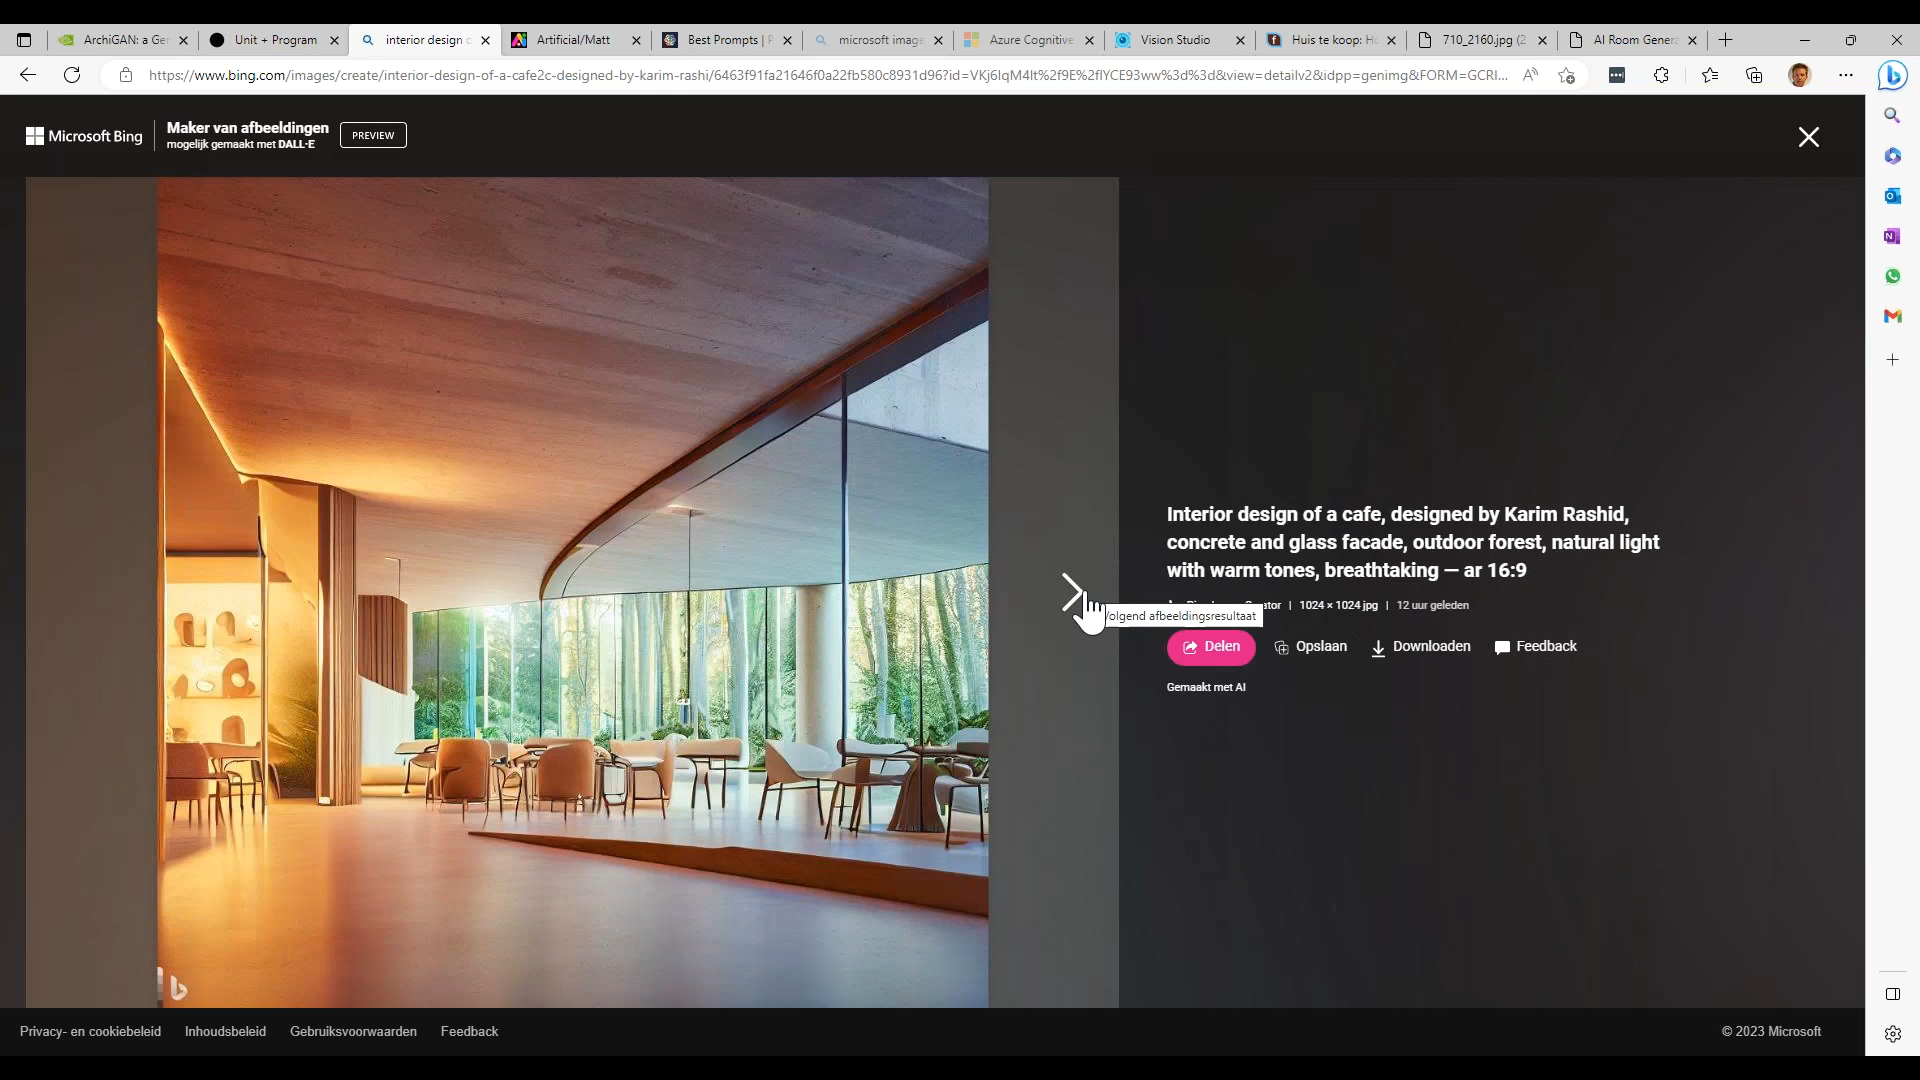 ArchiGAN: a Ge
Unit + Program
interior design o
Artificial/Matt
Best Prompts | P
microsoft image
Azure Cognitive
Vision Studio
Huis te koop: H
710_2160.jpg (2
AI Room Genera
https://www.bing.com/images/create/interior-design-of-a-cafe2c-designed-by-karim-rashi/6463f91fa21646f0a22fb580c8931d96?id=VKj6IqM4It%2f9E%2fIYCE93ww%3d%3d&view=detailv2&idpp=genimg&FORM=GCRI...
Microsoft Bing
Maker van afbeeldingen
mogelijk gemaakt met DALL·E
PREVIEW
Interior design of a cafe, designed by Karim Rashid,
concrete and glass facade, outdoor forest, natural light
with warm tones, breathtaking — ar 16:9
1024 × 1024 jpg | 12 uur geleden
Volgend afbeeldingsresultaat
Delen
Opslaan
Downloaden
Feedback
Gemaakt met AI
Privacy- en cookiebeleid
Inhoudsbeleid
Gebruiksvoorwaarden
Feedback
© 2023 Microsoft